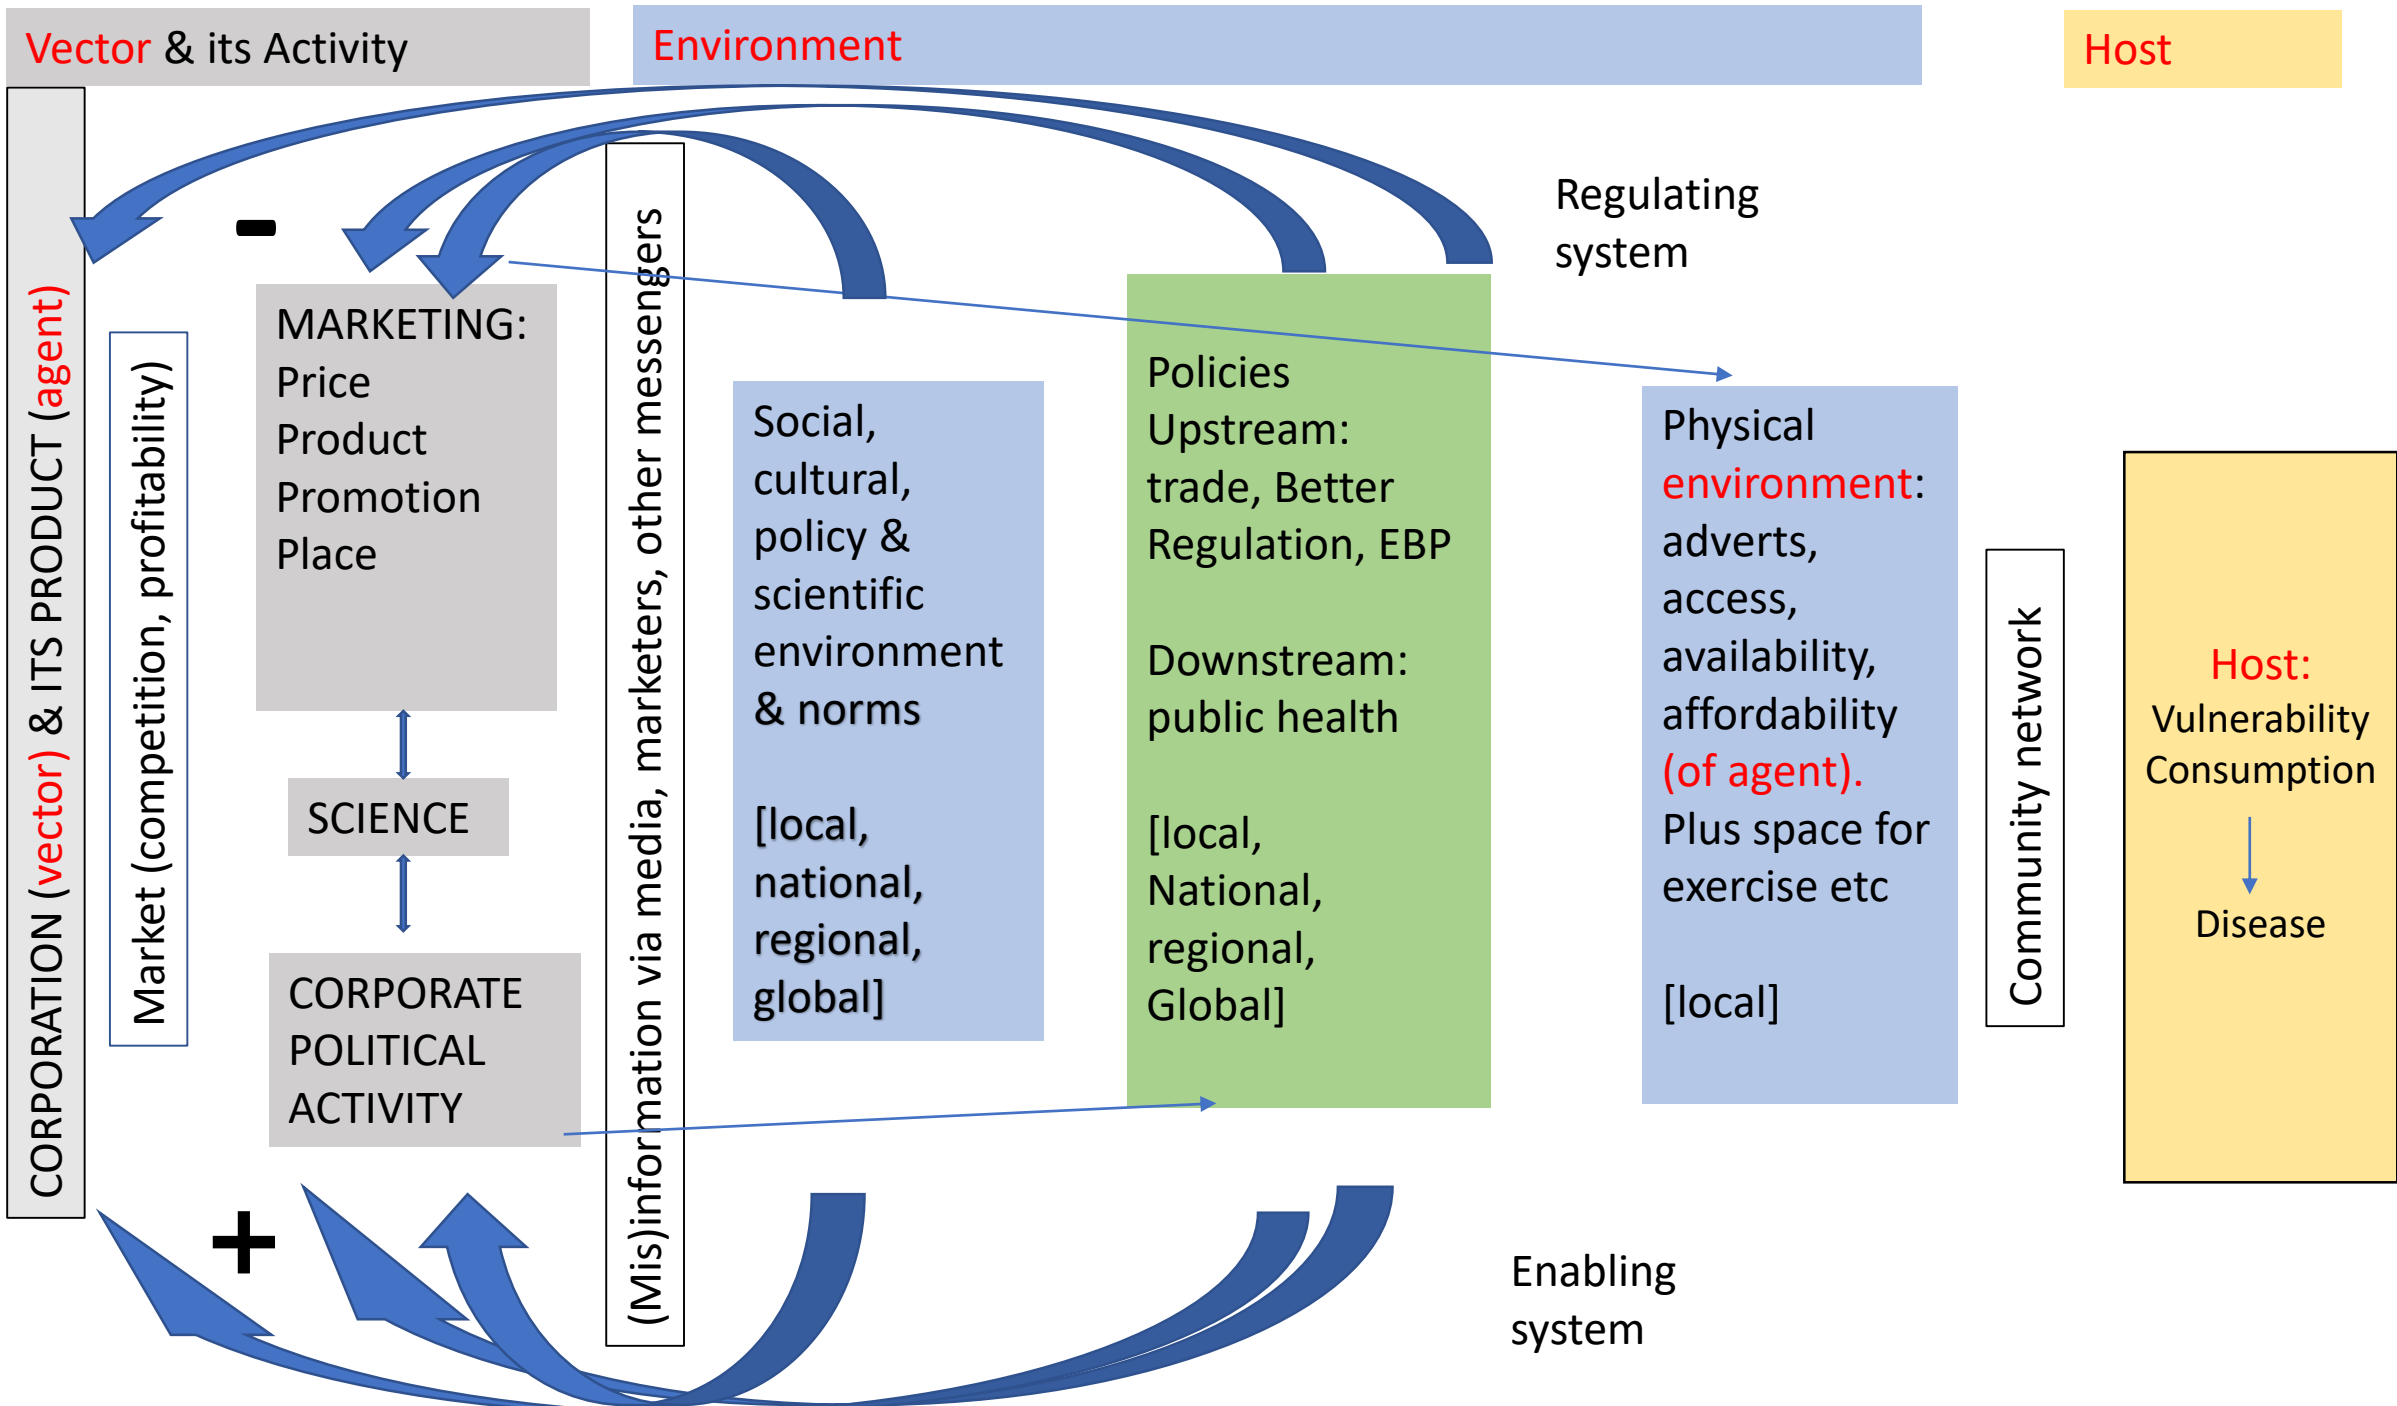 Vector & its Activity
Environment
Host
CORPORATION (vector) & ITS PRODUCT (agent)
Market (competition, profitability)
-
MARKETING:
Price
Product
Promotion
Place
SCIENCE
CORPORATE
POLITICAL
ACTIVITY
+
(Mis)information via media, marketers, other messengers
Social,
cultural,
policy &
scientific
environment
& norms
[local,
national,
regional,
global]
Regulating
system
Policies
Upstream:
trade, Better
Regulation, EBP
Downstream:
public health
[local,
National,
regional,
Global]
Enabling
system
Physical
environment:
adverts,
access,
availability,
affordability
(of agent).
Plus space for
exercise etc
[local]
Community network
Host:
Vulnerability
Consumption
Disease